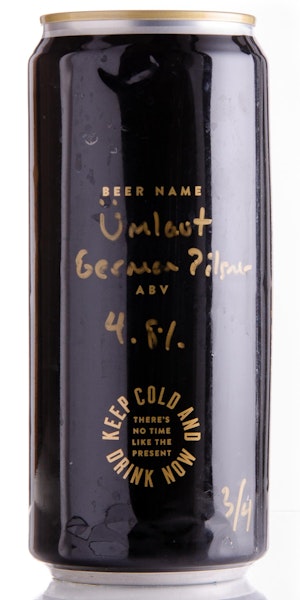 BEER NAME
Ümlaut
German Pilsner
ABV
4.8%
KEEP COLD AND
DRINK NOW
THERE'S
NO TIME
LIKE THE
PRESENT
3/4